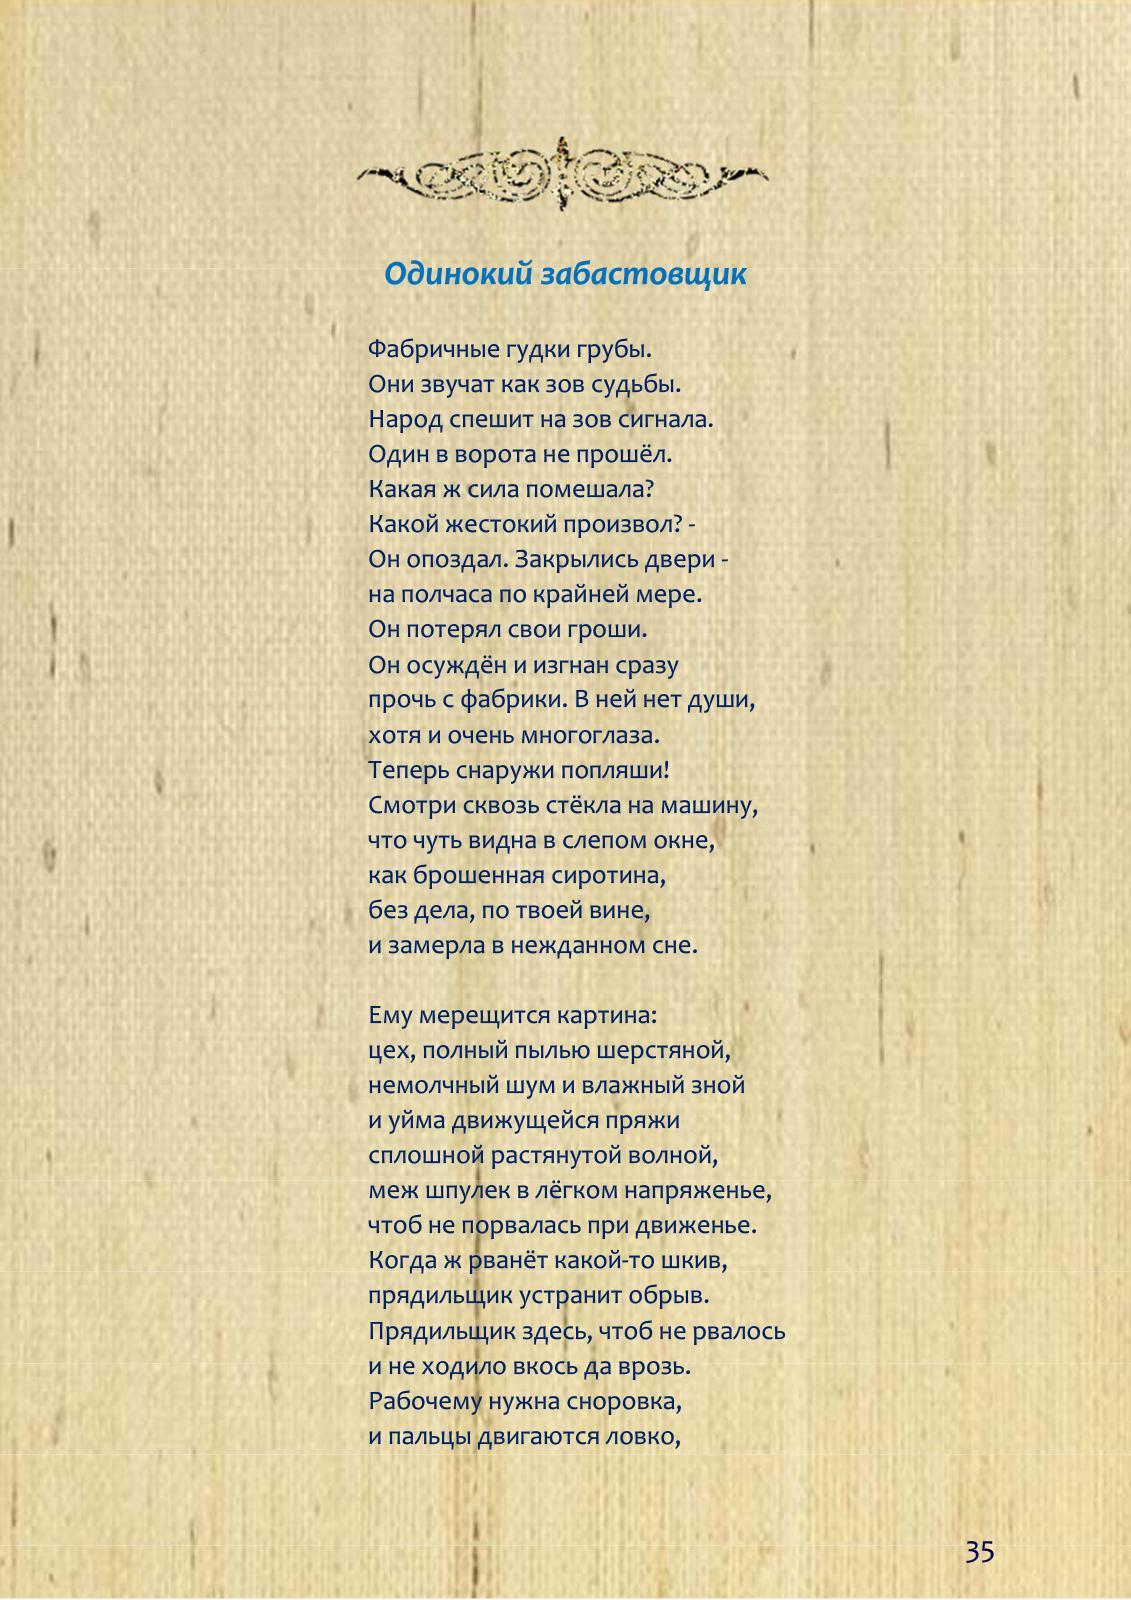 Одинокий забастовщик
Фабричные гудки грубы.
Они звучат как зов судьбы.
Народ спешит на зов сигнала.
Один в ворота не прошёл.
Какая ж сила помешала?
Какой жестокий произвол? -
Он опоздал. Закрылись двери -
на полчаса по крайней мере.
Он потерял свои гроши.
Он осуждён и изгнан сразу
прочь с фабрики. В ней нет души,
хотя и очень многоглаза.
Теперь снаружи попляши!
Смотри сквозь стёкла на машину,
что чуть видна в слепом окне,
как брошенная сиротина,
без дела, по твоей вине,
и замерла в нежданном сне.
Ему мерещится картина:
цех, полный пылью шерстяной,
немолчный шум и влажный зной
и уйма движущейся пряжи
сплошной растянутой волной,
меж шпулек в лёгком напряженье,
чтоб не порвалась при движенье.
Когда ж рванёт какой-то шкив,
прядильщик устранит обрыв.
Прядильщик здесь, чтоб не рвалось
и не ходило вкось да врозь.
Рабочему нужна сноровка,
и пальцы двигаются ловко,
35